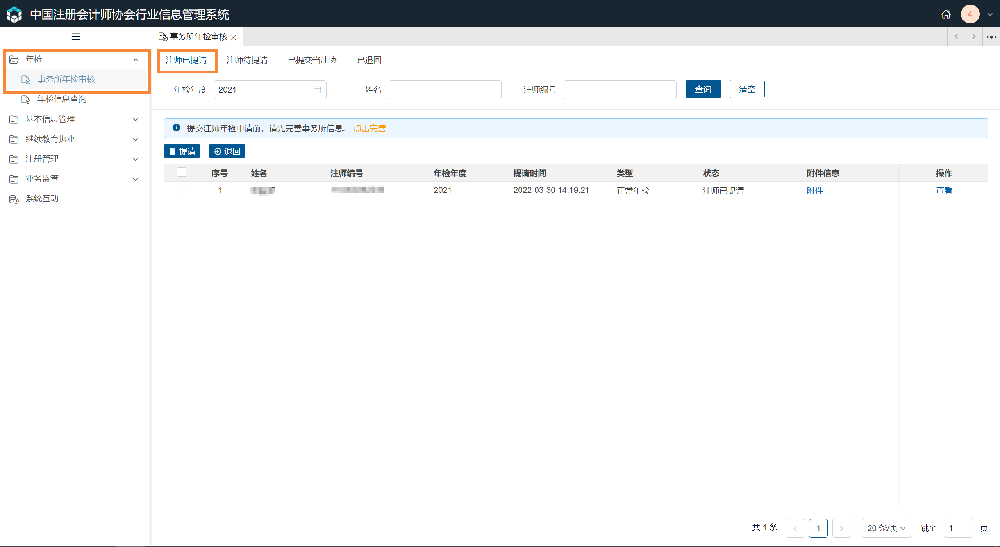 中国注册会计师协会行业信息管理系统
4
事务所年检审核
年检
事务所年检审核
年检信息查询
基本信息管理
继续教育执业
注册管理
业务监管
系统互动
注师已提请 注师待提请 已提交省注协 已退回
年检年度 2021 姓名 注师编号 查询 清空
提交注师年检申请前，请先完善事务所信息. 点击完善
提请 退回
序号 姓名 注师编号 年检年度 提请时间 类型 状态 附件信息 操作
1 2021 2022-03-30 14:19:21 正常年检 注师已提请 附件 查看
共 1 条 1 20 条/页 跳至 1 页